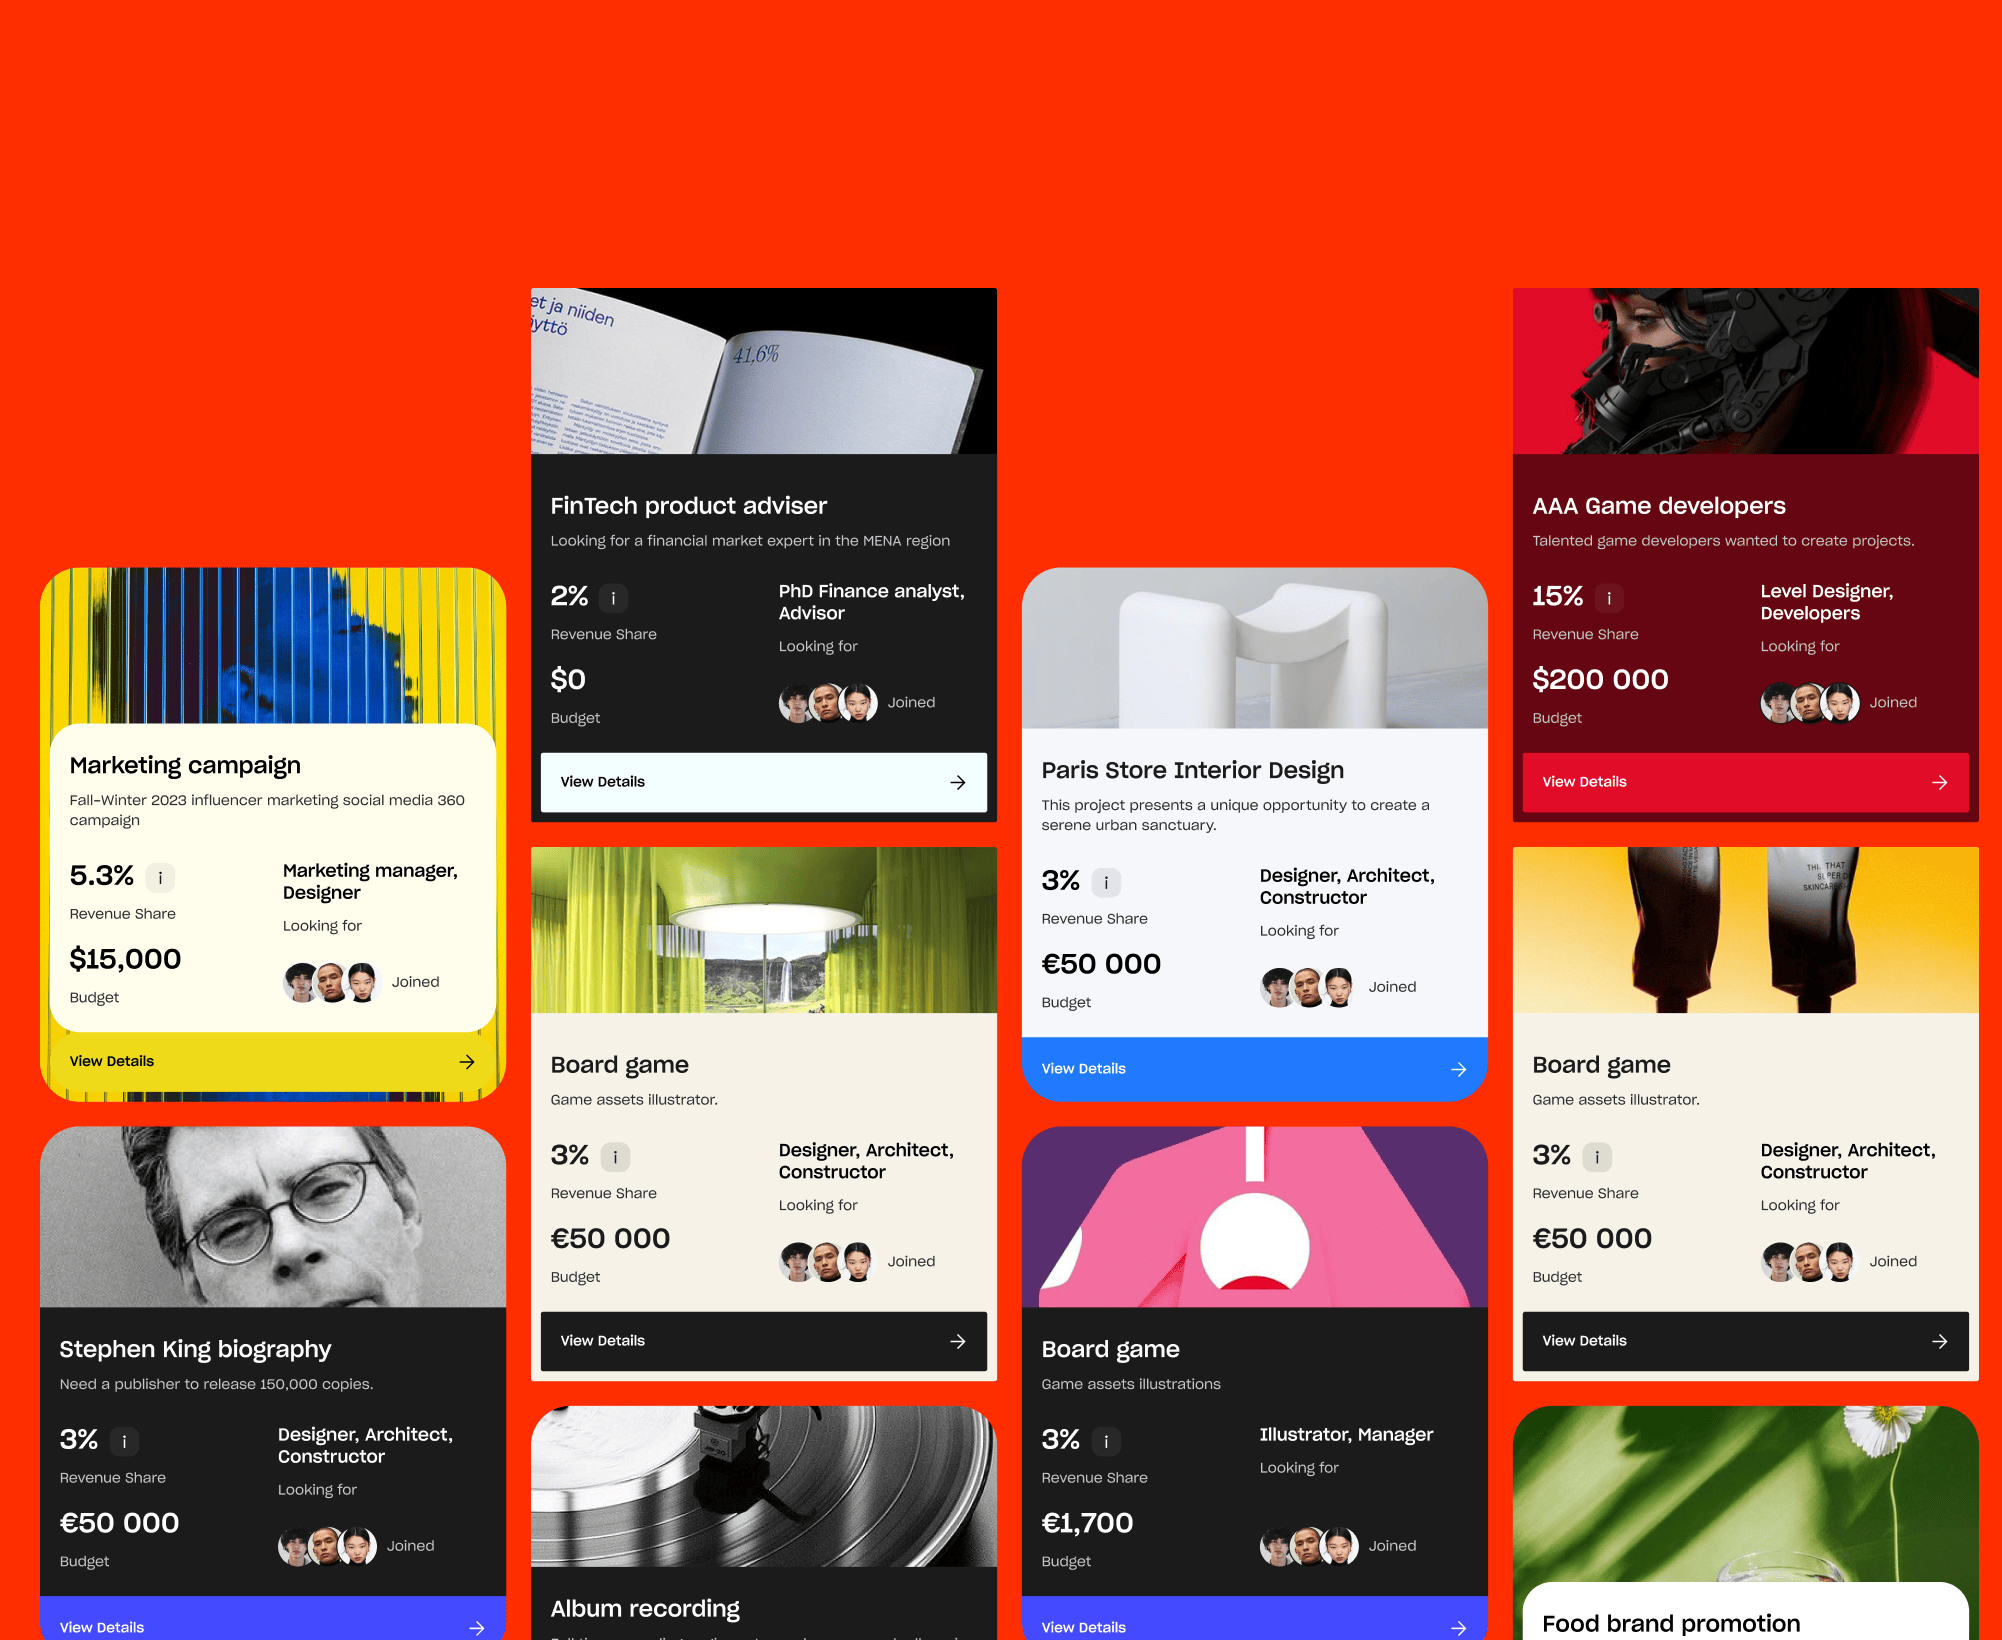 Marketing campaign
Fall-Winter 2023 influencer marketing social media 360
campaign
5.3% i
Revenue Share
$15,000
Budget
Marketing manager,
Designer
Looking for
Joined
View Details
Stephen King biography
Need a publisher to release 150,000 copies.
3% i
Revenue Share
€50 000
Budget
Designer, Architect,
Constructor
Looking for
Joined
View Details
et ja niiden
äyttö
41,6%
FinTech product adviser
Looking for a financial market expert in the MENA region
2% i
Revenue Share
$0
Budget
PhD Finance analyst,
Advisor
Looking for
Joined
View Details
Board game
Game assets illustrator.
3% i
Revenue Share
€50 000
Budget
Designer, Architect,
Constructor
Looking for
Joined
View Details
Album recording
Paris Store Interior Design
This project presents a unique opportunity to create a
serene urban sanctuary.
3% i
Revenue Share
€50 000
Budget
Designer, Architect,
Constructor
Looking for
Joined
View Details
Board game
Game assets illustrations
3% i
Revenue Share
€1,700
Budget
Illustrator, Manager
Looking for
Joined
View Details
AAA Game developers
Talented game developers wanted to create projects.
15% i
Revenue Share
$200 000
Budget
Level Designer,
Developers
Looking for
Joined
View Details
THAT
SUPER
SKINCARE
Board game
Game assets illustrator.
3% i
Revenue Share
€50 000
Budget
Designer, Architect,
Constructor
Looking for
Joined
View Details
Food brand promotion